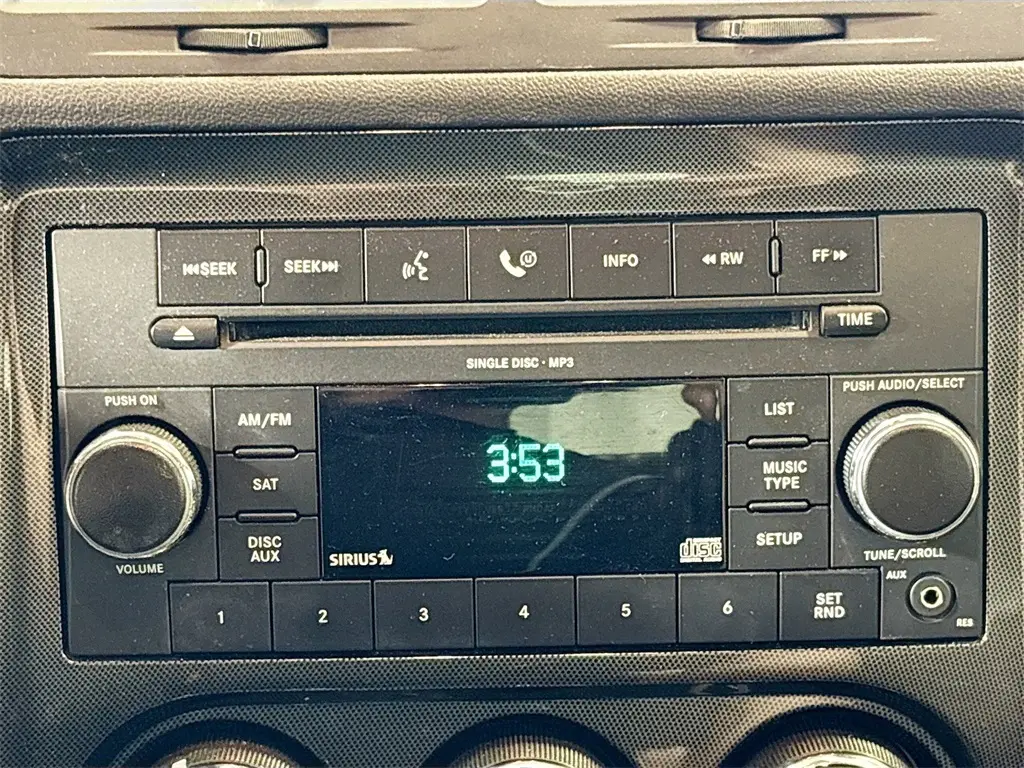 SEEK
SEEK
INFO
RW
FF
TIME
SINGLE DISC · MP3
PUSH ON
AM/FM
SAT
DISC
AUX
VOLUME
3:53
SIRIUS
disc
LIST
MUSIC
TYPE
SETUP
PUSH AUDIO/SELECT
TUNE/SCROLL
1
2
3
4
5
6
SET
RND
AUX